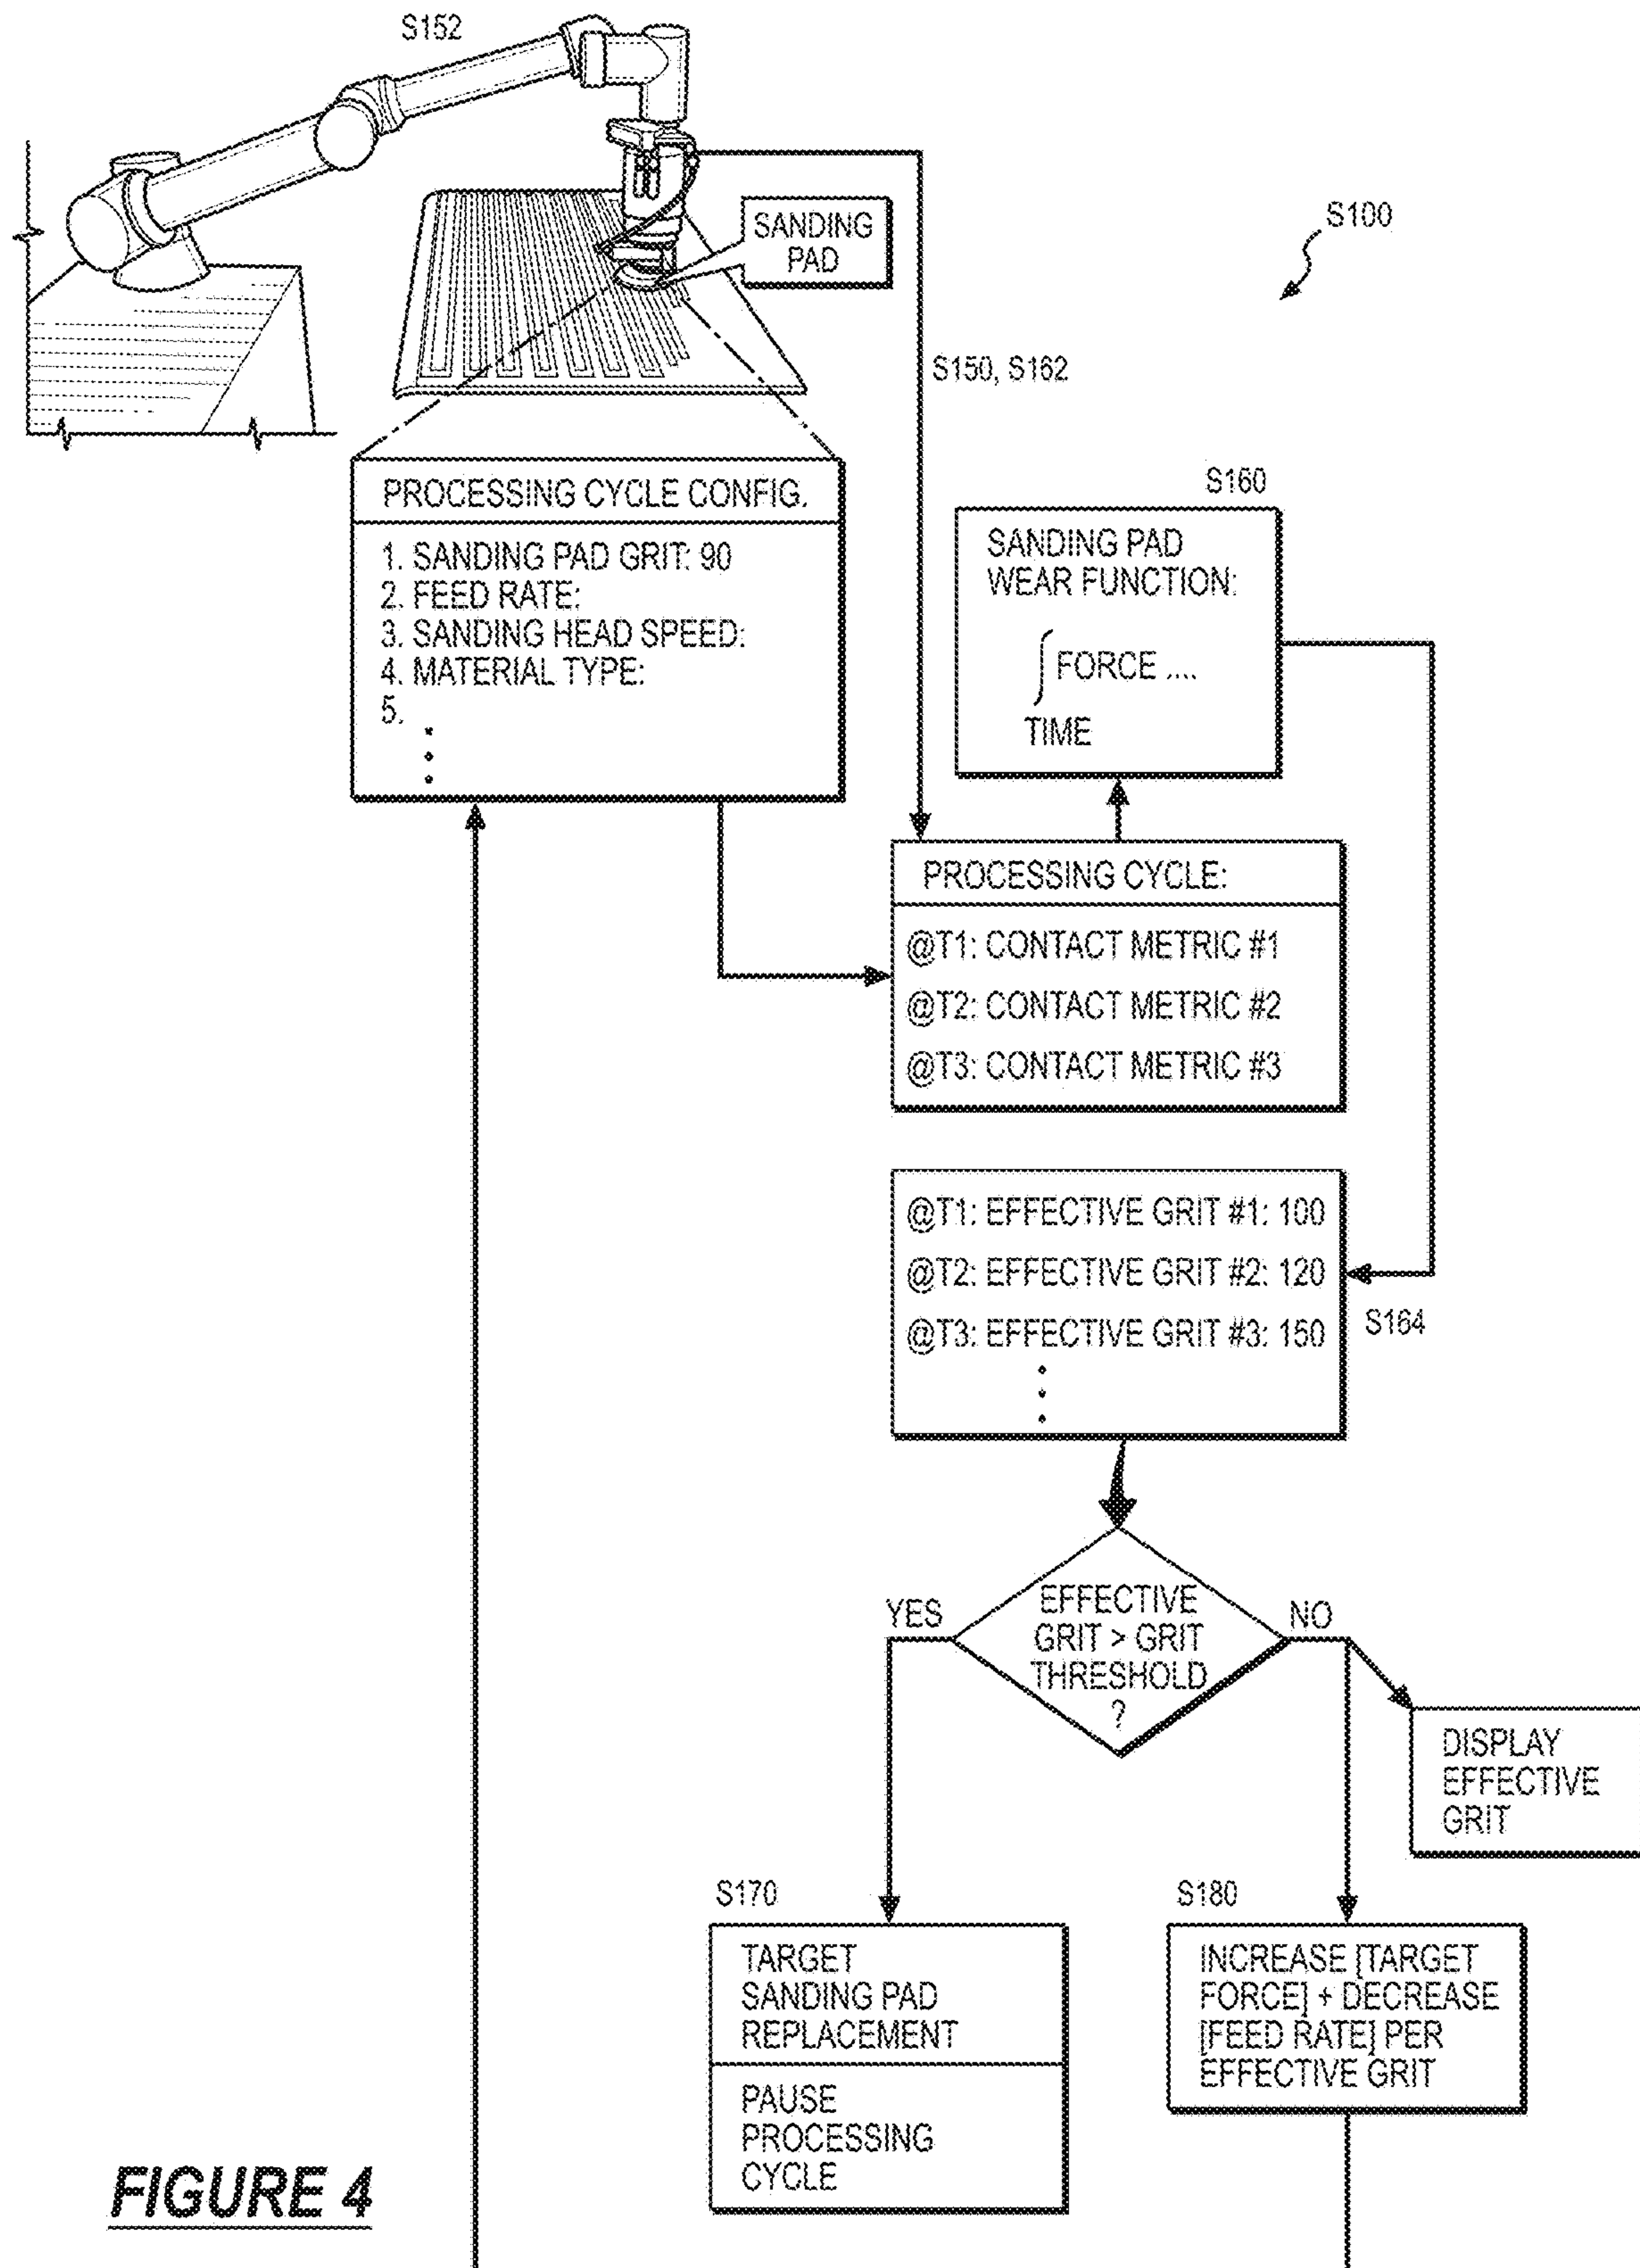 S152
SANDING
PAD
S100
S150, S162
PROCESSING CYCLE CONFIG.
1. SANDING PAD GRIT: 90
2. FEED RATE:
3. SANDING HEAD SPEED:
4. MATERIAL TYPE:
5.
S160
SANDING PAD
WEAR FUNCTION:
∫ FORCE ....
TIME
PROCESSING CYCLE:
@T1: CONTACT METRIC #1
@T2: CONTACT METRIC #2
@T3: CONTACT METRIC #3
@T1: EFFECTIVE GRIT #1: 100
@T2: EFFECTIVE GRIT #2: 120
@T3: EFFECTIVE GRIT #3: 150
S164
YES
EFFECTIVE
GRIT > GRIT
THRESHOLD
?
NO
DISPLAY
EFFECTIVE
GRIT
S170
TARGET
SANDING PAD
REPLACEMENT
PAUSE
PROCESSING
CYCLE
S180
INCREASE [TARGET
FORCE] + DECREASE
[FEED RATE] PER
EFFECTIVE GRIT
FIGURE 4